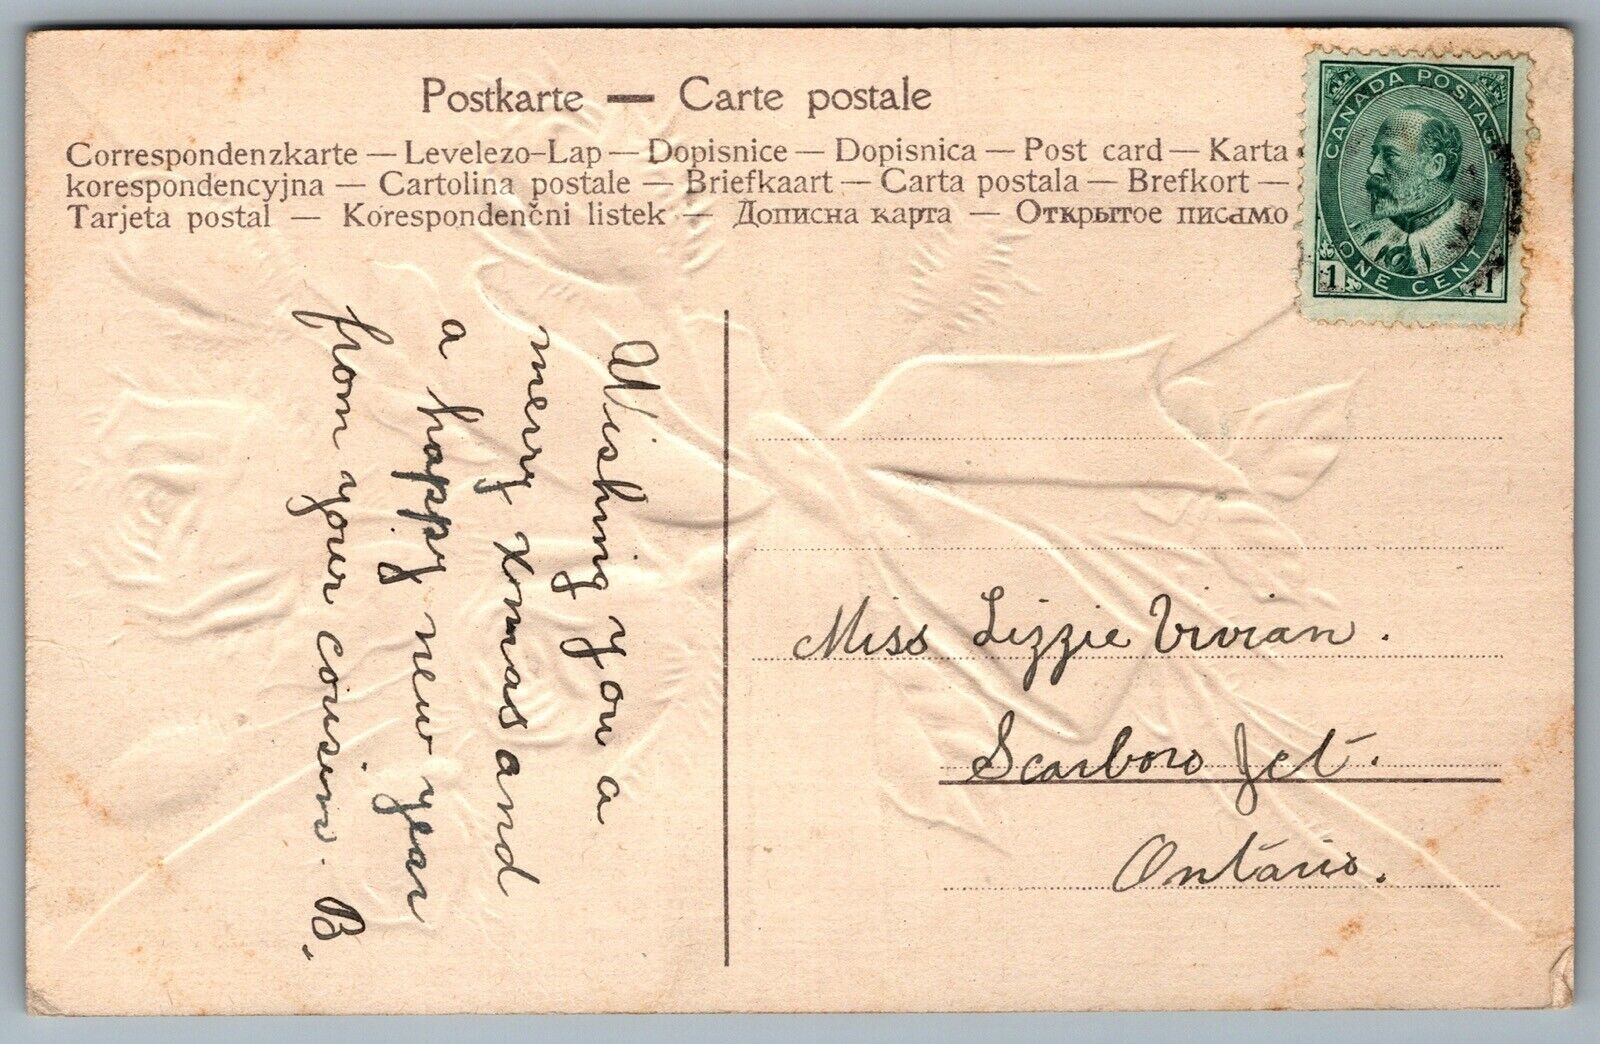 Postkarte — Carte postale
Correspondenzkarte — Levelezo-Lap — Dopisnice — Dopisnica — Post card — Karta
korespondencyjna — Cartolina postale — Briefkaart — Carta postala — Brefkort —
Tarjeta postal — Korespondenční listek — Дописна карта — Открытое писамо
CANADA POSTAGE
ONE CENT
1 1
Wishing you a
merry xmas and
a happy new year
from your cousin. B.
Miss Lizzie Vivian.
Scarboro Jct.
Ontario.